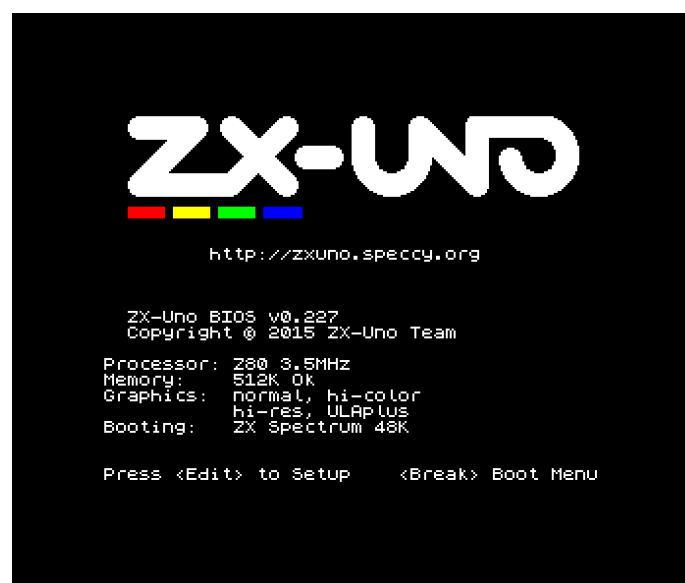 ZX-UNO
http://zxuno.speccy.org
ZX-Uno BIOS v0.227
Copyright © 2015 ZX-Uno Team
Processor: Z80 3.5MHz
Memory: 512K Ok
Graphics: normal, hi-color
hi-res, ULAplus
Booting: ZX Spectrum 48K
Press <Edit> to Setup <Break> Boot Menu